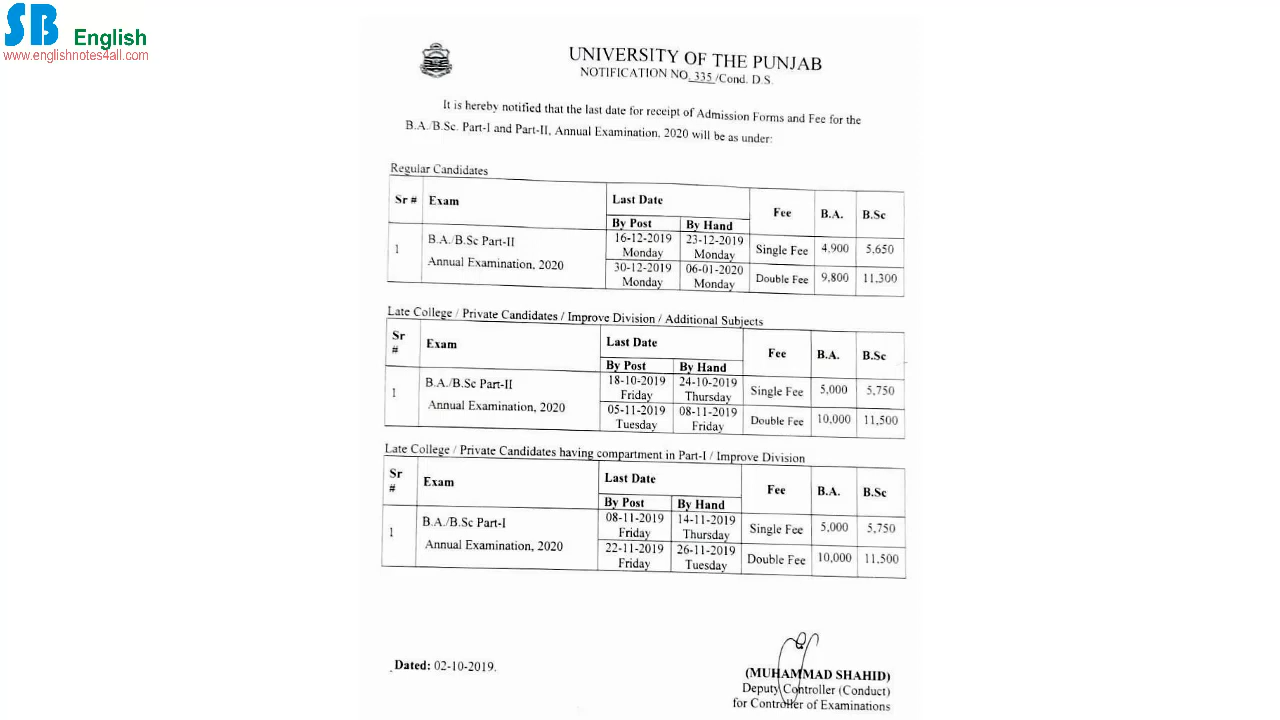 SB English
www.englishnotes4all.com
UNIVERSITY OF THE PUNJAB
NOTIFICATION NO. 335 /Cond. D.S.
It is hereby notified that the last date for receipt of Admission Forms and Fee for the
B.A./B.Sc. Part-I and Part-II, Annual Examination, 2020 will be as under:
Regular Candidates
Sr # Exam Last Date Fee B.A. B.Sc
By Post By Hand
1 B.A./B.Sc Part-II 16-12-2019 23-12-2019 Single Fee 4,900 5,650
Monday Monday
Annual Examination, 2020 30-12-2019 06-01-2020 Double Fee 9,800 11,300
Monday Monday
Late College / Private Candidates / Improve Division / Additional Subjects
Sr # Exam Last Date Fee B.A. B.Sc
By Post By Hand
1 B.A./B.Sc Part-II 18-10-2019 24-10-2019 Single Fee 5,000 5,750
Friday Thursday
Annual Examination, 2020 05-11-2019 08-11-2019 Double Fee 10,000 11,500
Tuesday Friday
Late College / Private Candidates having compartment in Part-I / Improve Division
Sr # Exam Last Date Fee B.A. B.Sc
By Post By Hand
1 B.A./B.Sc Part-I 08-11-2019 14-11-2019 Single Fee 5,000 5,750
Friday Thursday
Annual Examination, 2020 22-11-2019 26-11-2019 Double Fee 10,000 11,500
Friday Tuesday
Dated: 02-10-2019.
(MUHAMMAD SHAHID)
Deputy Controller (Conduct)
for Controller of Examinations